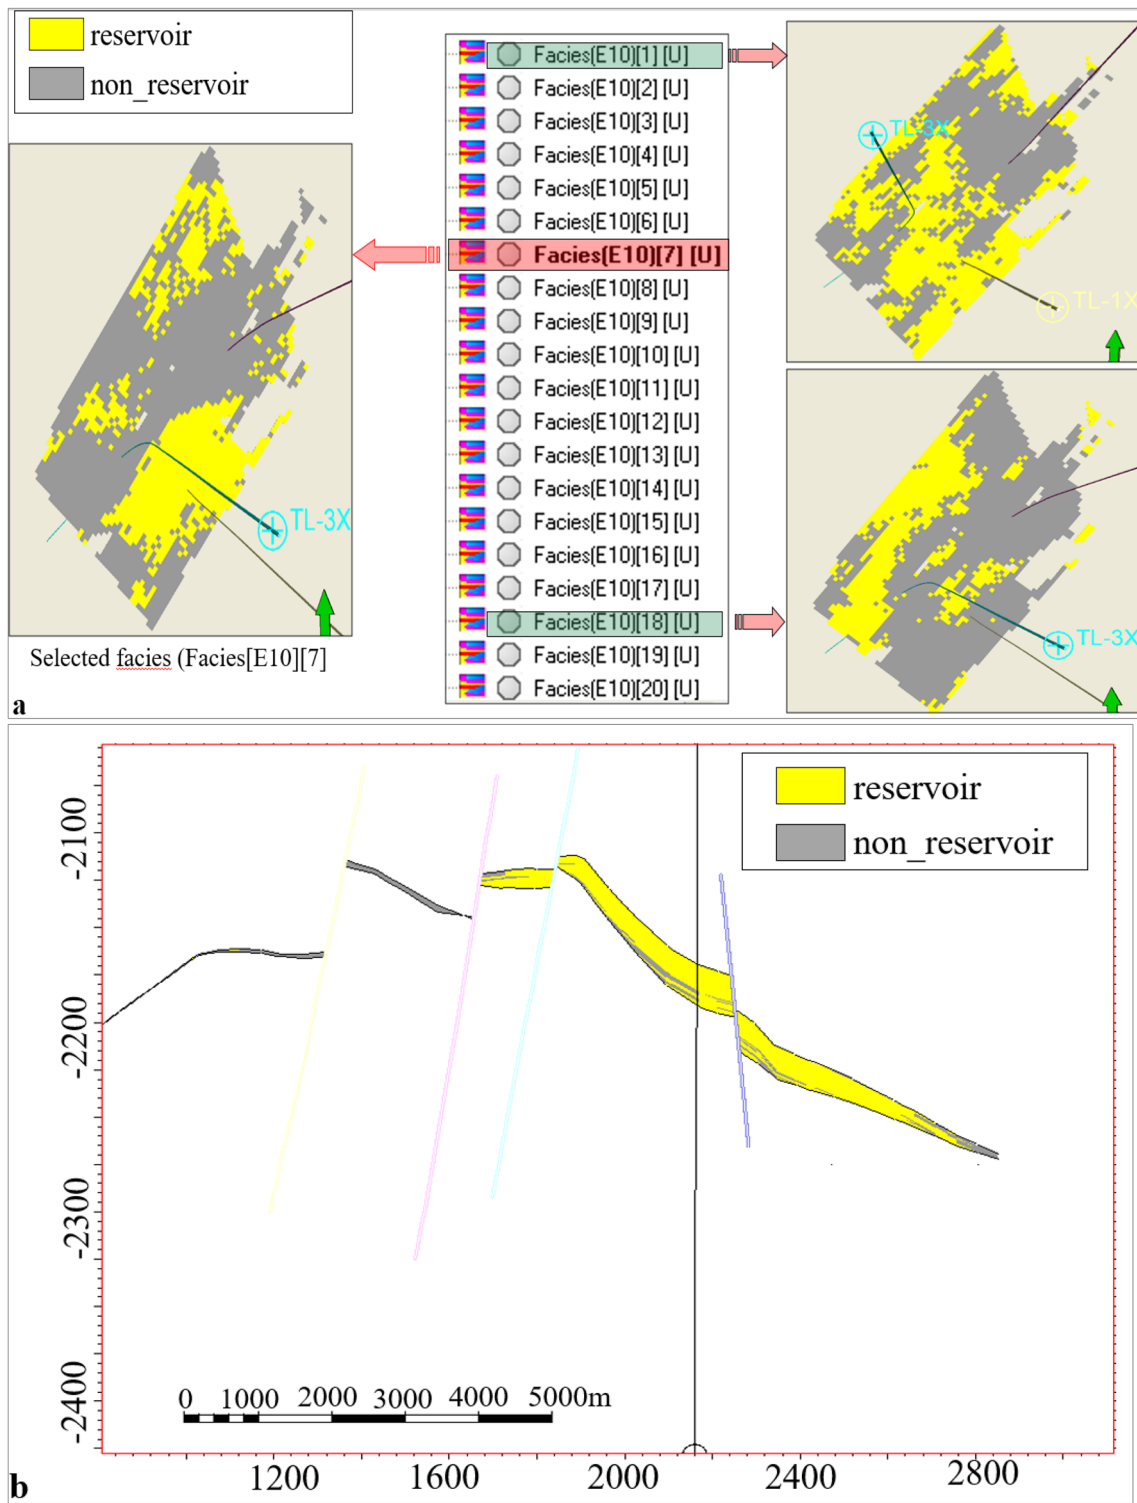 reservoir
non_reservoir
Facies(E10)[1] [U]
Facies(E10)[2] [U]
Facies(E10)[3] [U]
Facies(E10)[4] [U]
Facies(E10)[5] [U]
Facies(E10)[6] [U]
Facies(E10)[7] [U]
Facies(E10)[8] [U]
Facies(E10)[9] [U]
Facies(E10)[10] [U]
Facies(E10)[11] [U]
Facies(E10)[12] [U]
Facies(E10)[13] [U]
Facies(E10)[14] [U]
Facies(E10)[15] [U]
Facies(E10)[16] [U]
Facies(E10)[17] [U]
Facies(E10)[18] [U]
Facies(E10)[19] [U]
Facies(E10)[20] [U]
TL-3X
TL-1X
TL-3X
TL-3X
Selected facies (Facies[E10][7]
a
reservoir
non_reservoir
-2100
-2200
-2300
-2400
0 1000 2000 3000 4000 5000m
1200 1600 2000 2400 2800
b